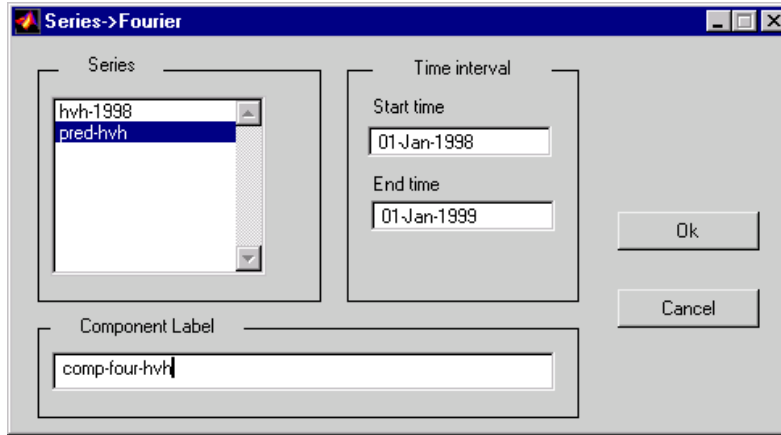 Series->Fourier
Series
hvh-1998
pred-hvh
Time interval
Start time
01-Jan-1998
End time
01-Jan-1999
Ok
Cancel
Component Label
comp-four-hvh